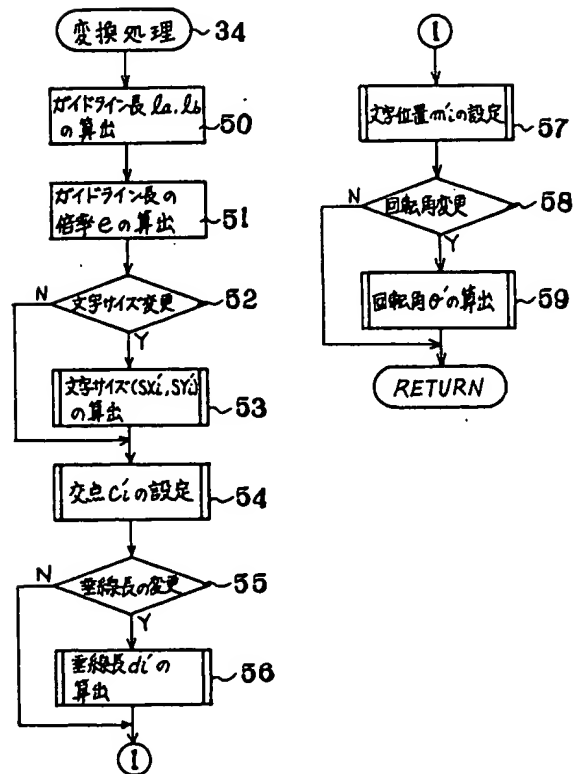 変換処理 34
ガイドライン長 la, lb
の算出 50
ガイドライン長の
倍率eの算出 51
N 文字サイズ変更 52
Y
文字サイズ(SXi', SYi')
の算出 53
交点Ci'の設定 54
N 垂線長の変更 55
Y
垂線長di'の
算出 56
1
1
文字位置m'iの設定 57
N 回転角変更 58
Y
回転角θ'の算出 59
RETURN